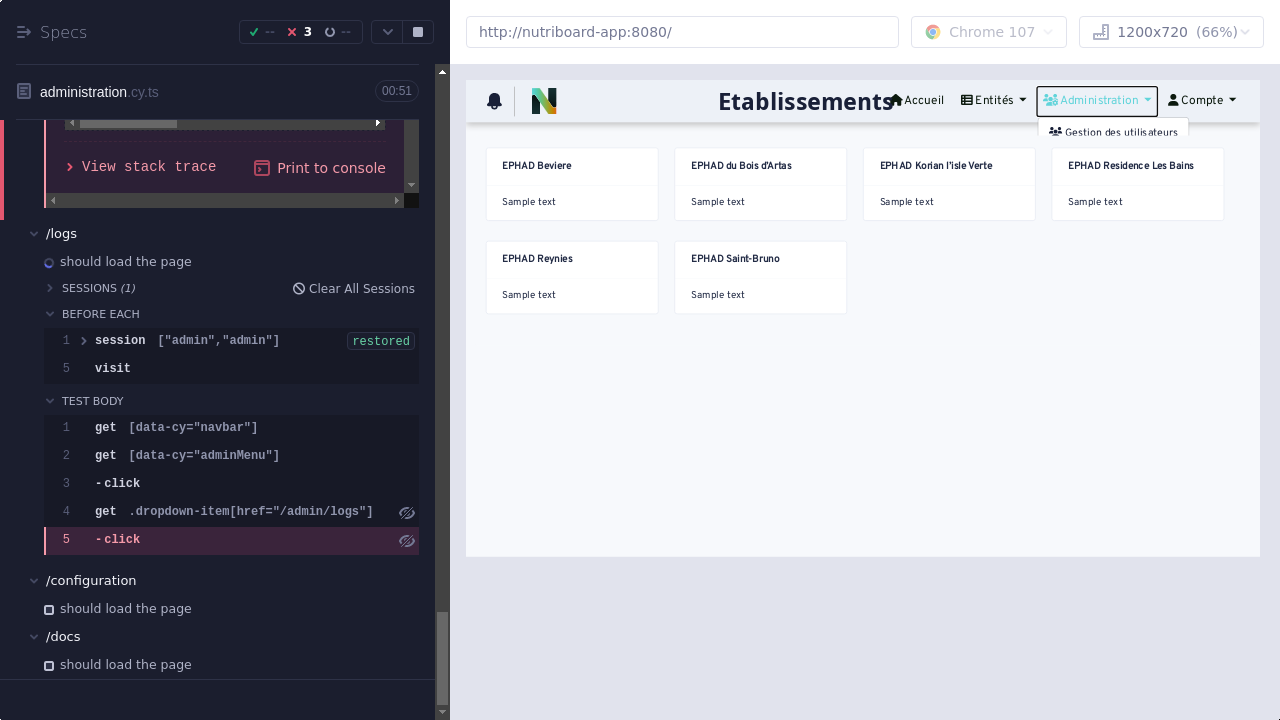 Specs
-- 3 --
administration.cy.ts
00:51
View stack trace
Print to console
/logs
should load the page
SESSIONS (1)
Clear All Sessions
BEFORE EACH
1 session ["admin","admin"] restored
5 visit
TEST BODY
1 get [data-cy="navbar"]
2 get [data-cy="adminMenu"]
3 -click
4 get .dropdown-item[href="/admin/logs"]
5 -click
/configuration
should load the page
/docs
should load the page
http://nutriboard-app:8080/
Chrome 107
1200x720 (66%)
Etablissements
Accueil
Entités
Administration
Compte
Gestion des utilisateurs
EPHAD Beviere
Sample text
EPHAD du Bois d'Artas
Sample text
EPHAD Korian l'isle Verte
Sample text
EPHAD Residence Les Bains
Sample text
EPHAD Reynies
Sample text
EPHAD Saint-Bruno
Sample text